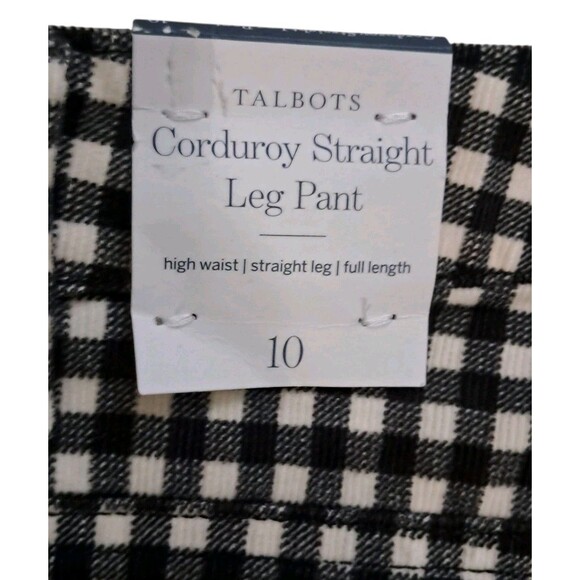 TALBOTS
Corduroy Straight
Leg Pant
high waist | straight leg | full length
10